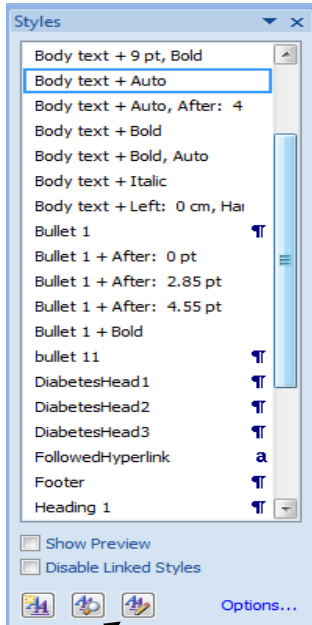 Styles
Body text + 9 pt, Bold
Body text + Auto
Body text + Auto, After: 4
Body text + Bold
Body text + Bold, Auto
Body text + Italic
Body text + Left: 0 cm, Har
Bullet 1 ¶
Bullet 1 + After: 0 pt
Bullet 1 + After: 2.85 pt
Bullet 1 + After: 4.55 pt
Bullet 1 + Bold
bullet 11 ¶
DiabetesHead1 ¶
DiabetesHead2 ¶
DiabetesHead3 ¶
FollowedHyperlink a
Footer ¶
Heading 1 ¶
Show Preview
Disable Linked Styles
Options...